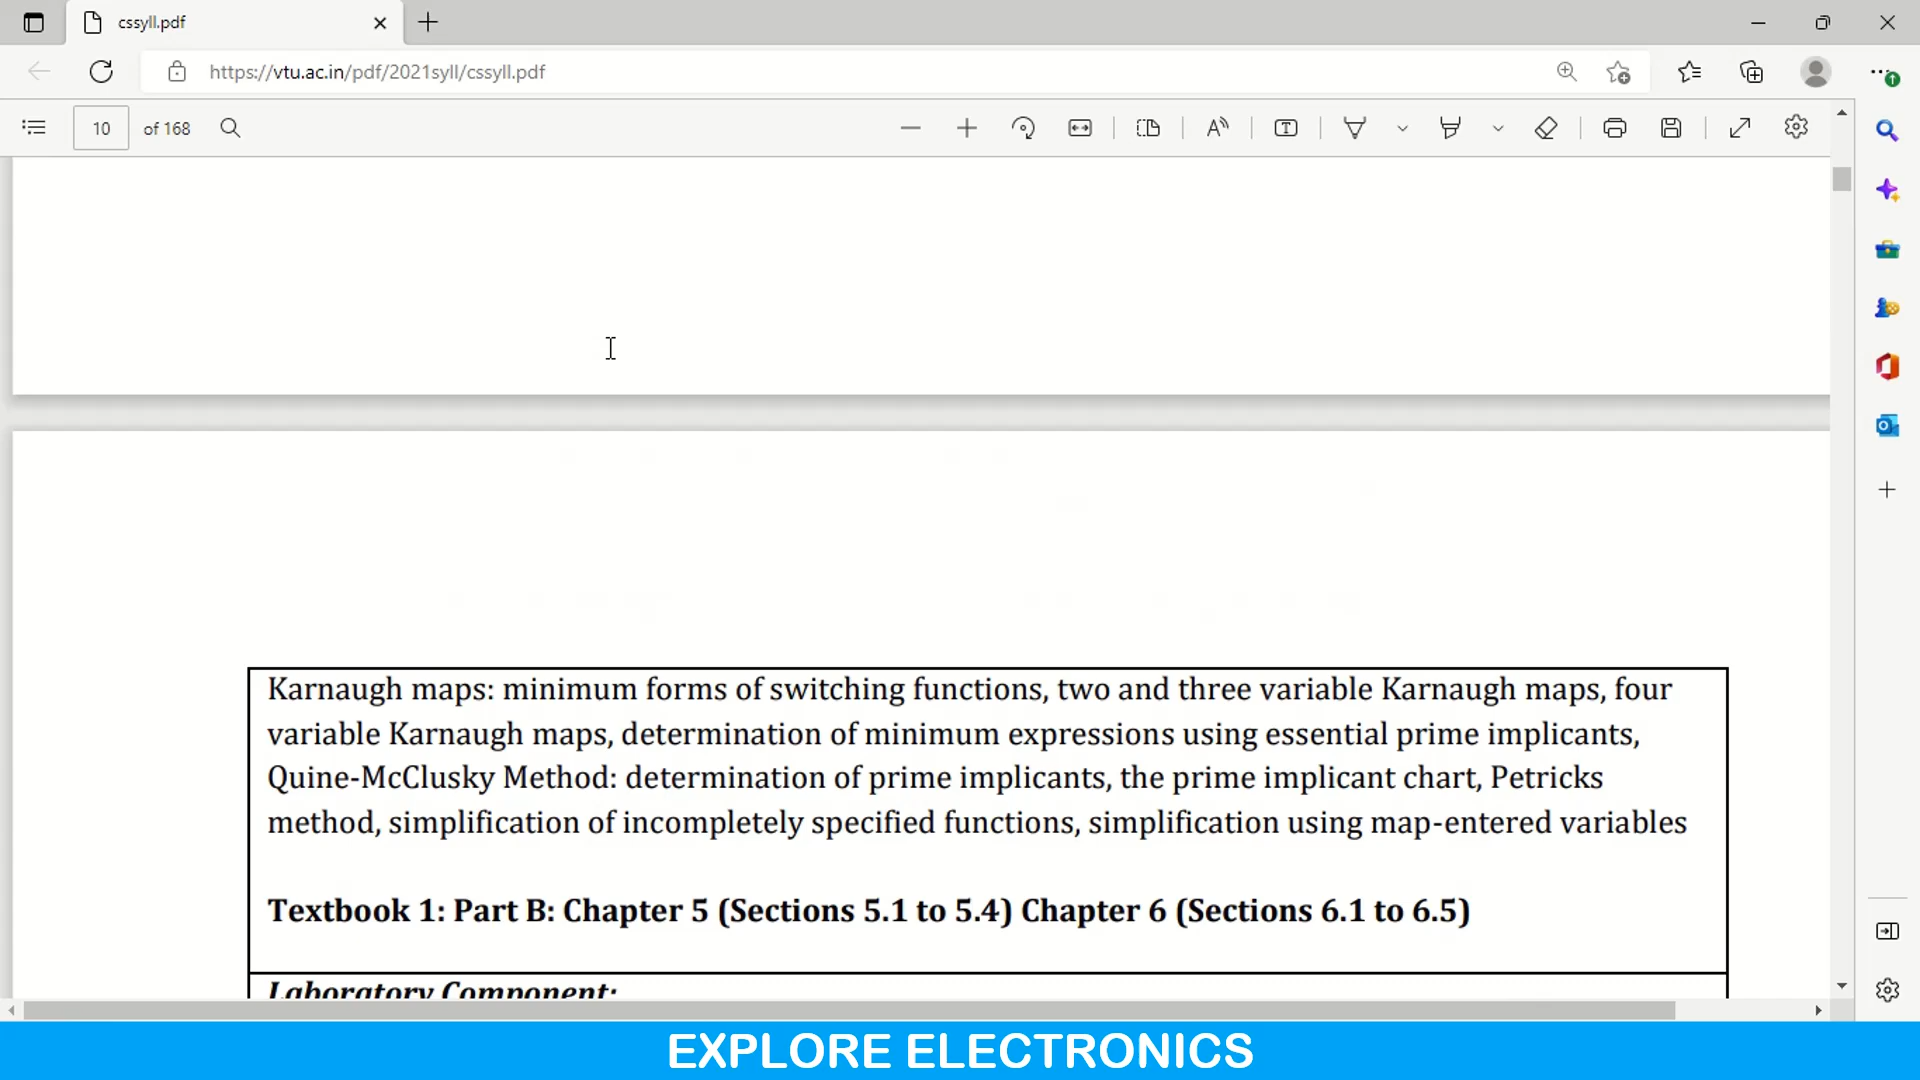 cssyll.pdf
https://vtu.ac.in/pdf/2021syll/cssyll.pdf
10 of 168
Karnaugh maps: minimum forms of switching functions, two and three variable Karnaugh maps, four
variable Karnaugh maps, determination of minimum expressions using essential prime implicants,
Quine-McClusky Method: determination of prime implicants, the prime implicant chart, Petricks
method, simplification of incompletely specified functions, simplification using map-entered variables
Textbook 1: Part B: Chapter 5 (Sections 5.1 to 5.4) Chapter 6 (Sections 6.1 to 6.5)
Laboratory Component:
EXPLORE ELECTRONICS